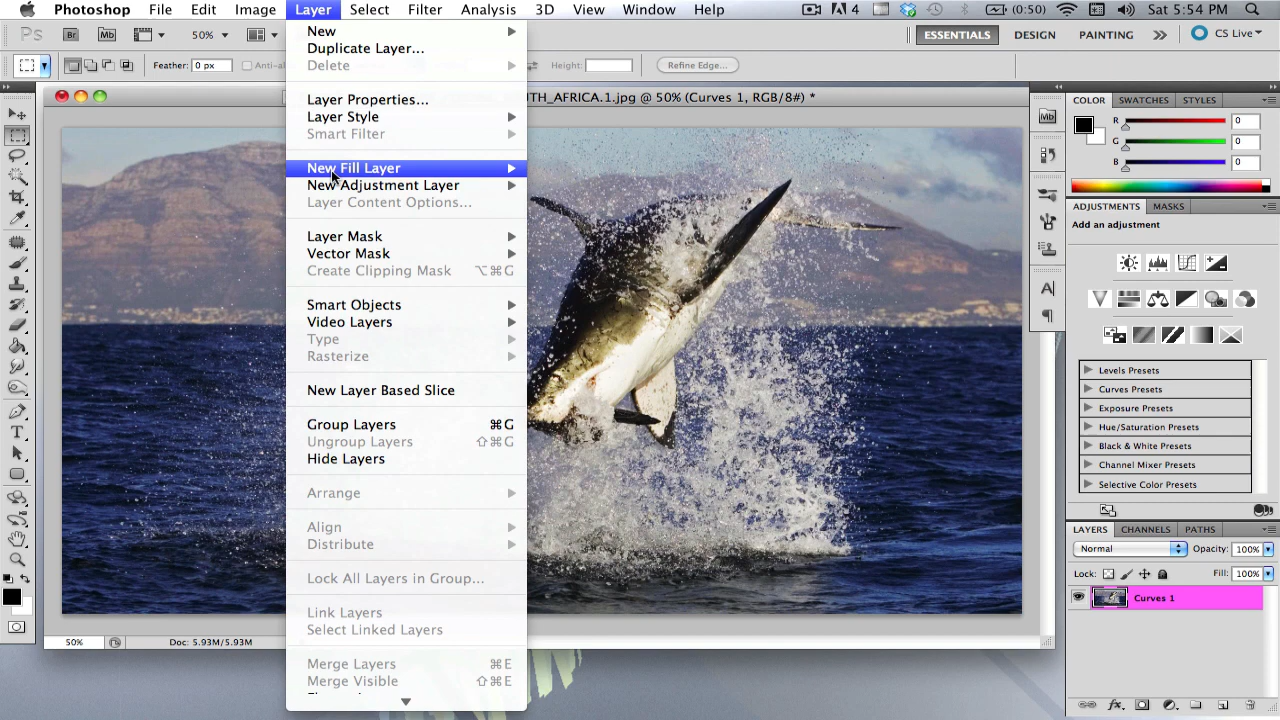 Photoshop File Edit Image Layer Select Filter Analysis 3D View Window Help 4 (0:50) Sat 5:54 PM
Ps Br Mb 50% ESSENTIALS DESIGN PAINTING CS Live
Feather: 0 px Height: Refine Edge...
UTH_AFRICA.1.jpg @ 50% (Curves 1, RGB/8#) *
New
Duplicate Layer...
Delete
Layer Properties...
Layer Style
Smart Filter
New Fill Layer
New Adjustment Layer
Layer Content Options...
Layer Mask
Vector Mask
Create Clipping Mask ⌥⌘G
Smart Objects
Video Layers
Type
Rasterize
New Layer Based Slice
Group Layers ⌘G
Ungroup Layers ⇧⌘G
Hide Layers
Arrange
Align
Distribute
Lock All Layers in Group...
Link Layers
Select Linked Layers
Merge Layers ⌘E
Merge Visible ⇧⌘E
50% Doc: 5.93M/5.93M
Mb
COLOR SWATCHES STYLES
R 0
G 0
B 0
ADJUSTMENTS MASKS
Add an adjustment
Levels Presets
Curves Presets
Exposure Presets
Hue/Saturation Presets
Black & White Presets
Channel Mixer Presets
Selective Color Presets
LAYERS CHANNELS PATHS
Normal Opacity: 100%
Lock: Fill: 100%
Curves 1